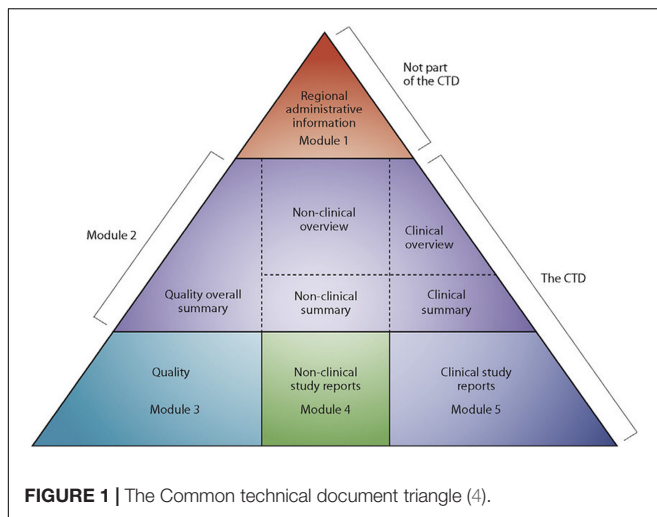 Not part
of the CTD
Regional
administrative
information
Module 1
Module 2
Non-clinical
overview
Clinical
overview
The CTD
Quality overall
summary
Non-clinical
summary
Clinical
summary
Quality
Module 3
Non-clinical
study reports
Module 4
Clinical study
reports
Module 5
FIGURE 1 | The Common technical document triangle (4).